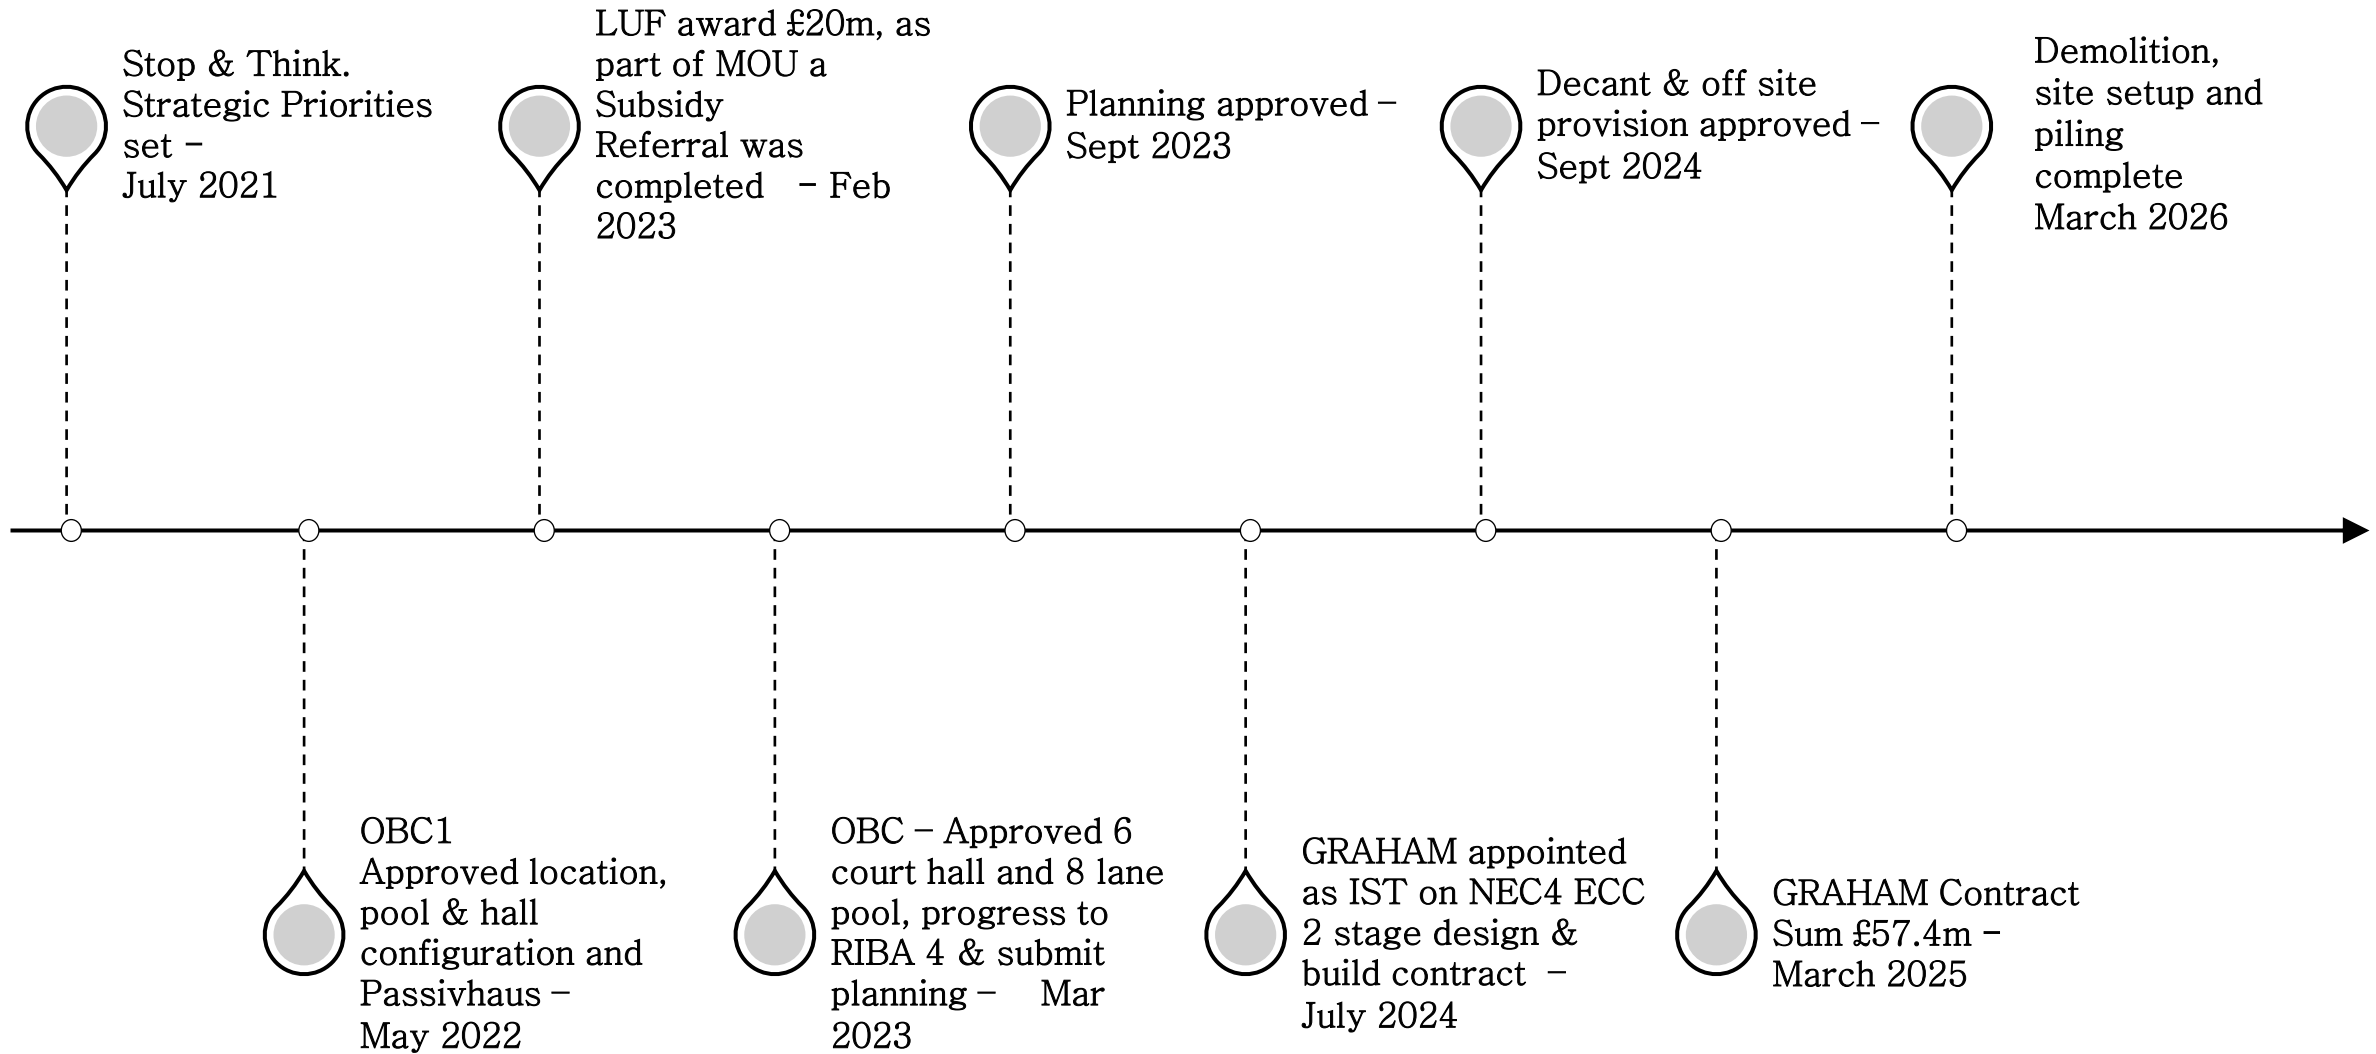 Stop & Think.
Strategic Priorities
set –
July 2021
LUF award £20m, as
part of MOU a
Subsidy
Referral was
completed – Feb
2023
Planning approved –
Sept 2023
Decant & off site
provision approved –
Sept 2024
Demolition,
site setup and
piling
complete
March 2026
OBC1
Approved location,
pool & hall
configuration and
Passivhaus –
May 2022
OBC – Approved 6
court hall and 8 lane
pool, progress to
RIBA 4 & submit
planning – Mar
2023
GRAHAM appointed
as IST on NEC4 ECC
2 stage design &
build contract –
July 2024
GRAHAM Contract
Sum £57.4m –
March 2025